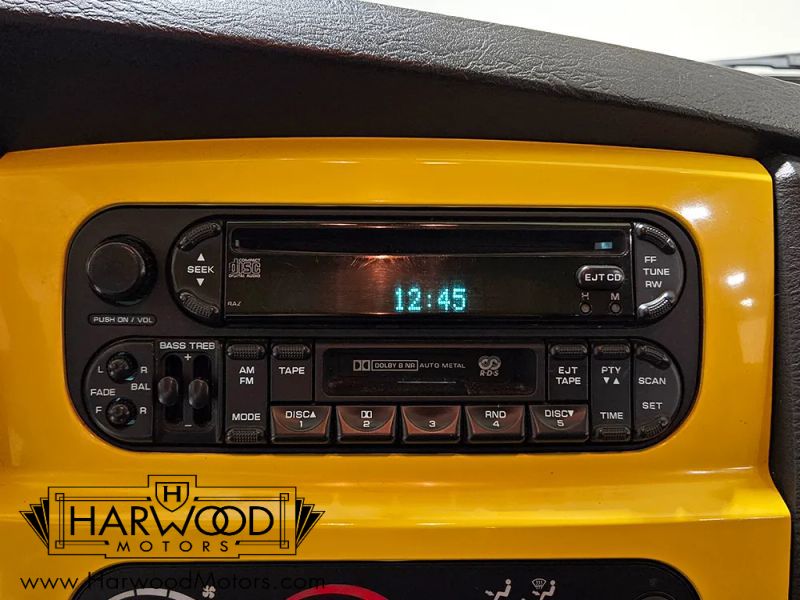 SEEK
COMPACT
DISC
DIGITAL AUDIO
RAZ
12:45
EJT CD
H M
FF
TUNE
RW
PUSH ON / VOL
BASS TREB
+
-
L R
FADE BAL
F R
AM
FM
MODE
TAPE
DOLBY B NR AUTO METAL
R·D·S
EJT
TAPE
PTY
TIME
SCAN
SET
DISC
1
2
3
RND
4
DISC
5
H
HARWOOD
MOTORS
www.HarwoodMotors.com